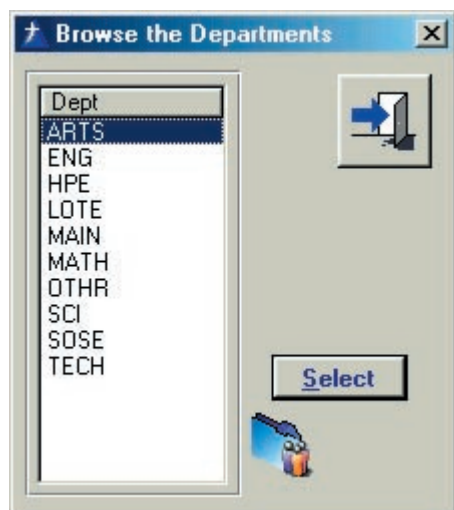 Browse the Departments
Dept
ARTS
ENG
HPE
LOTE
MAIN
MATH
OTHR
SCI
SOSE
TECH
Select